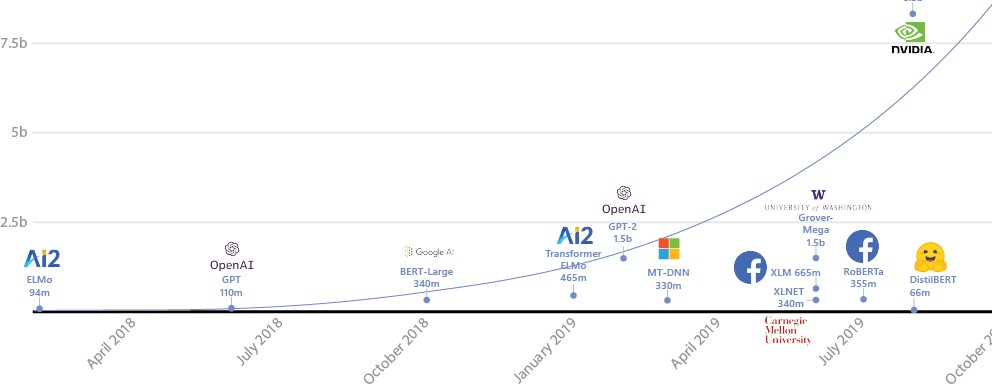 7.5b
NVIDIA.
5b
W
UNIVERSITY of WASHINGTON
OpenAI
2.5b
GPT-2
1.5b
Grover-
Mega
1.5b
Ai2
OpenAI
Google AI
Ai2
Transformer
ELMo
465m
MT-DNN
330m
XLM 665m
RoBERTa
355m
DistilBERT
66m
ELMo
94m
GPT
110m
BERT-Large
340m
XLNET
340m
Carnegie
Mellon
University
April 2018
July 2018
October 2018
January 2019
April 2019
July 2019
October